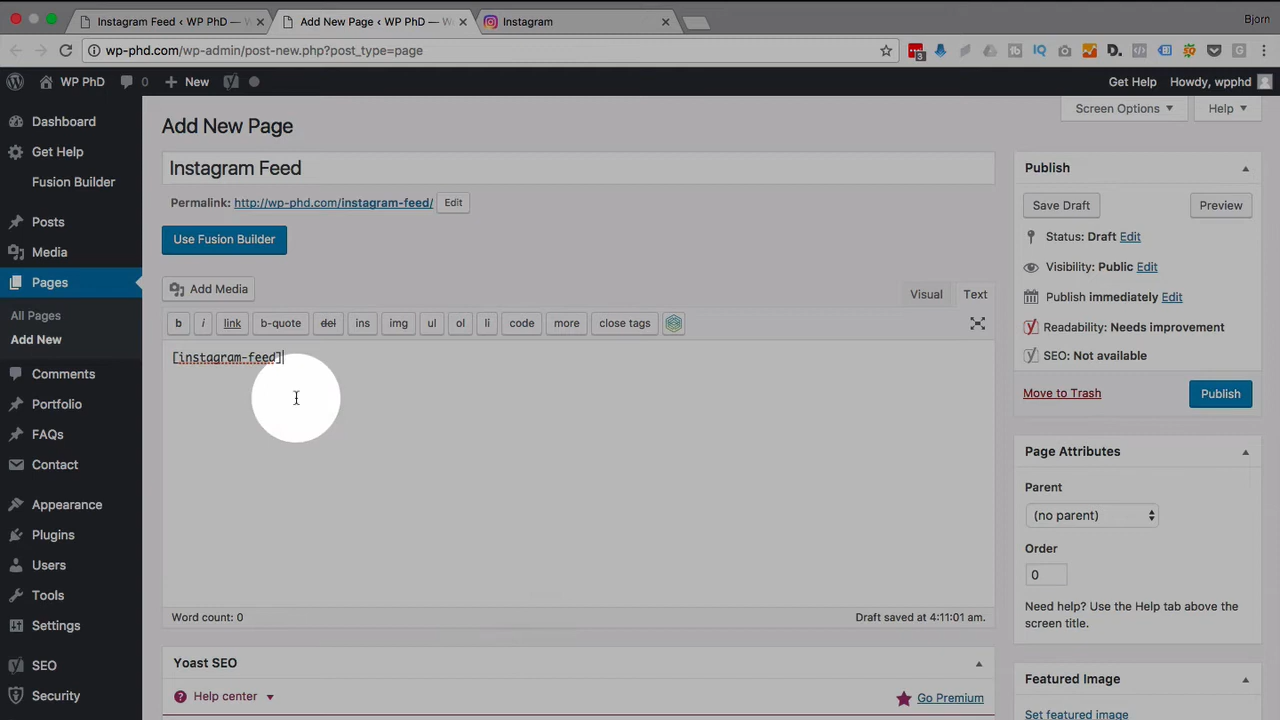 Instagram Feed ‹ WP PhD —
Add New Page ‹ WP PhD — W
Instagram
Bjorn
wp-phd.com/wp-admin/post-new.php?post_type=page
3
IQ
WP PhD
0
New
Get Help
Howdy, wpphd
Dashboard
Get Help
Fusion Builder
Posts
Media
Pages
All Pages
Add New
Comments
Portfolio
FAQs
Contact
Appearance
Plugins
Users
Tools
Settings
SEO
Security
Screen Options
Help
Add New Page
Instagram Feed
Permalink: http://wp-phd.com/instagram-feed/
Edit
Use Fusion Builder
Add Media
Visual
Text
b
i
link
b-quote
del
ins
img
ul
ol
li
code
more
close tags
[instagram-feed]
Word count: 0
Draft saved at 4:11:01 am.
Yoast SEO
Help center
Go Premium
Publish
Save Draft
Preview
Status: Draft Edit
Visibility: Public Edit
Publish immediately Edit
Readability: Needs improvement
SEO: Not available
Move to Trash
Publish
Page Attributes
Parent
(no parent)
Order
0
Need help? Use the Help tab above the
screen title.
Featured Image
Set featured image